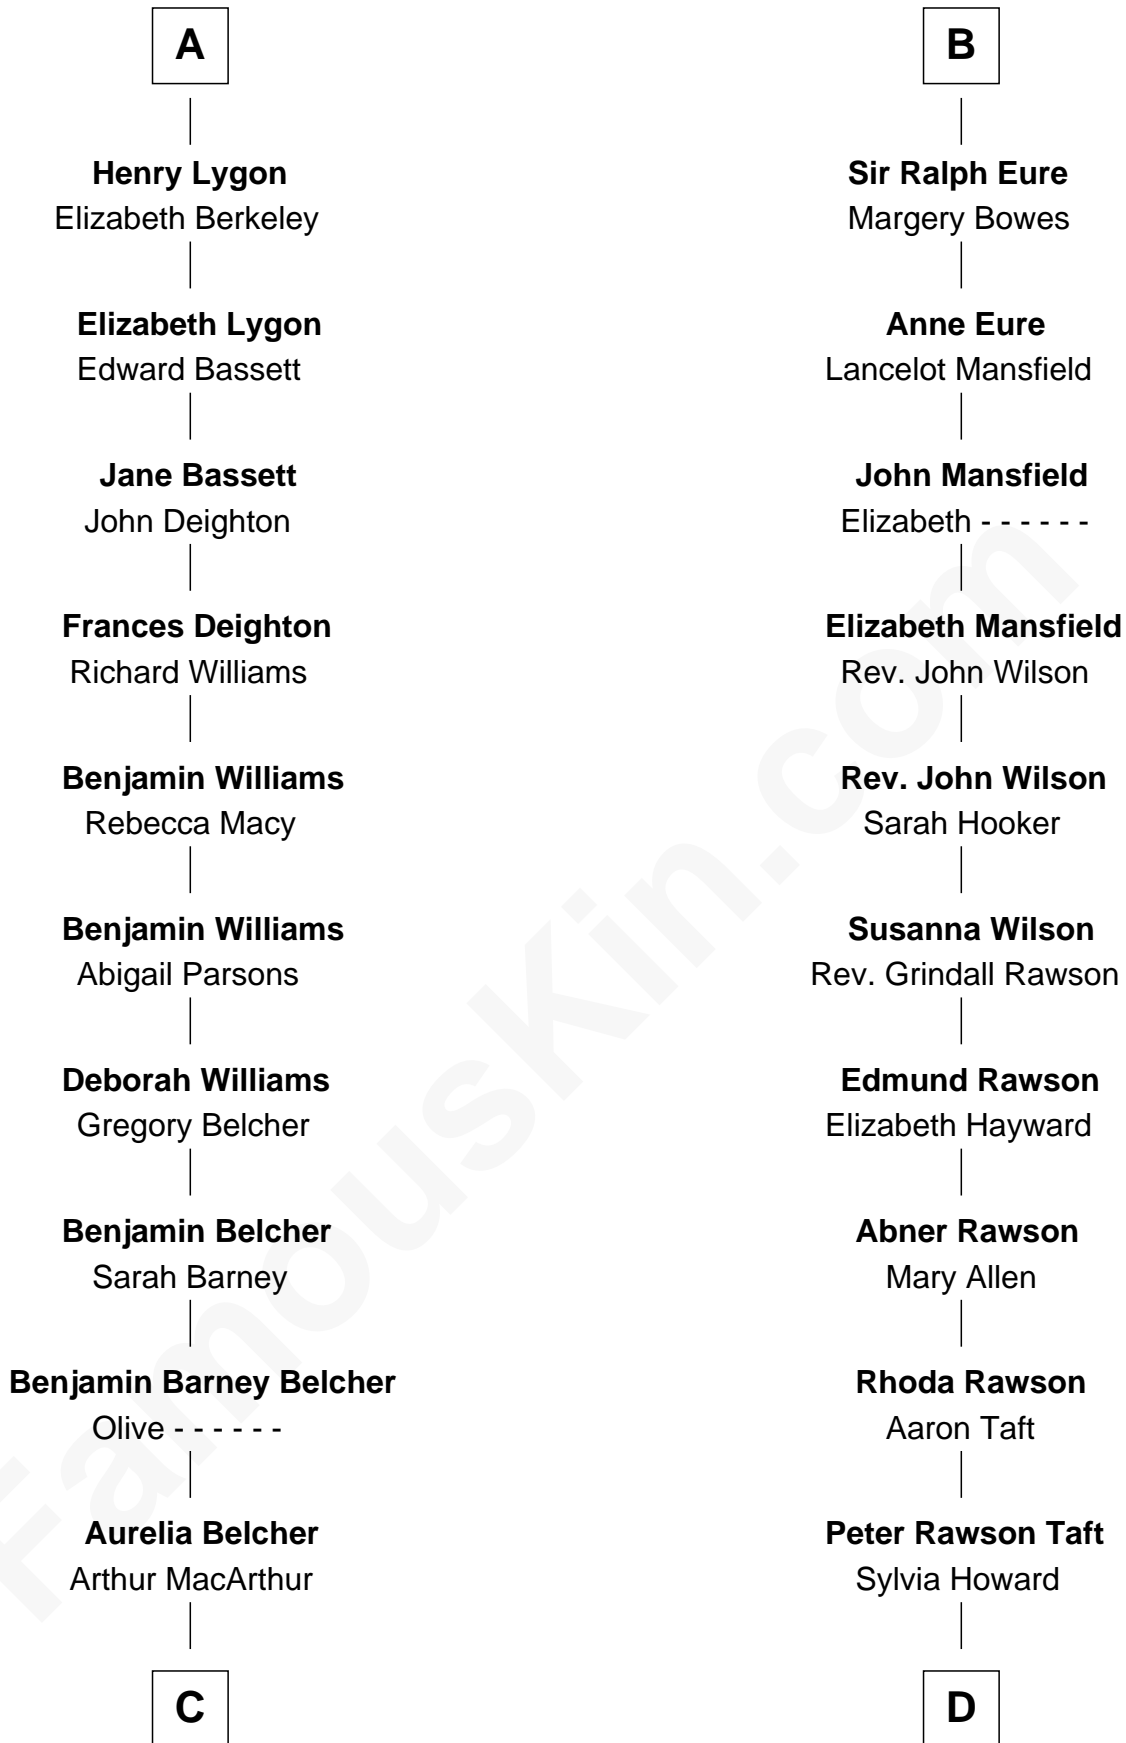 A
Henry Lygon
Elizabeth Berkeley
Elizabeth Lygon
Edward Bassett
Jane Bassett
John Deighton
Frances Deighton
Richard Williams
Benjamin Williams
Rebecca Macy
Benjamin Williams
Abigail Parsons
Deborah Williams
Gregory Belcher
Benjamin Belcher
Sarah Barney
Benjamin Barney Belcher
Olive - - - - - -
Aurelia Belcher
Arthur MacArthur
C
B
Sir Ralph Eure
Margery Bowes
Anne Eure
Lancelot Mansfield
John Mansfield
Elizabeth - - - - - -
Elizabeth Mansfield
Rev. John Wilson
Rev. John Wilson
Sarah Hooker
Susanna Wilson
Rev. Grindall Rawson
Edmund Rawson
Elizabeth Hayward
Abner Rawson
Mary Allen
Rhoda Rawson
Aaron Taft
Peter Rawson Taft
Sylvia Howard
D
FamousKin.com